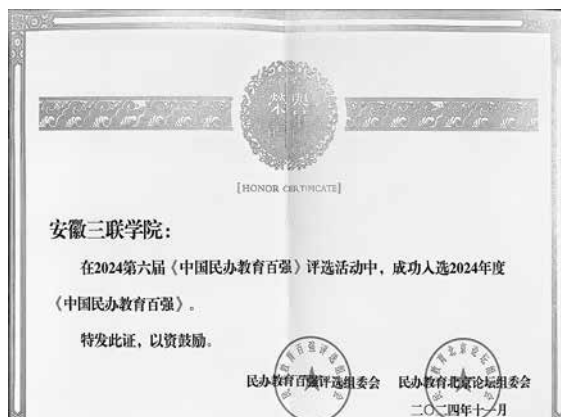 榮譽
[HONOR CERTIFICATE]
安徽三联学院：
在2024第六届《中国民办教育百强》评选活动中，成功入选2024年度
《中国民办教育百强》。
特发此证，以资鼓励。
民办教育百强评选组委会 民办教育北京论坛组委会
二〇二四年十一月